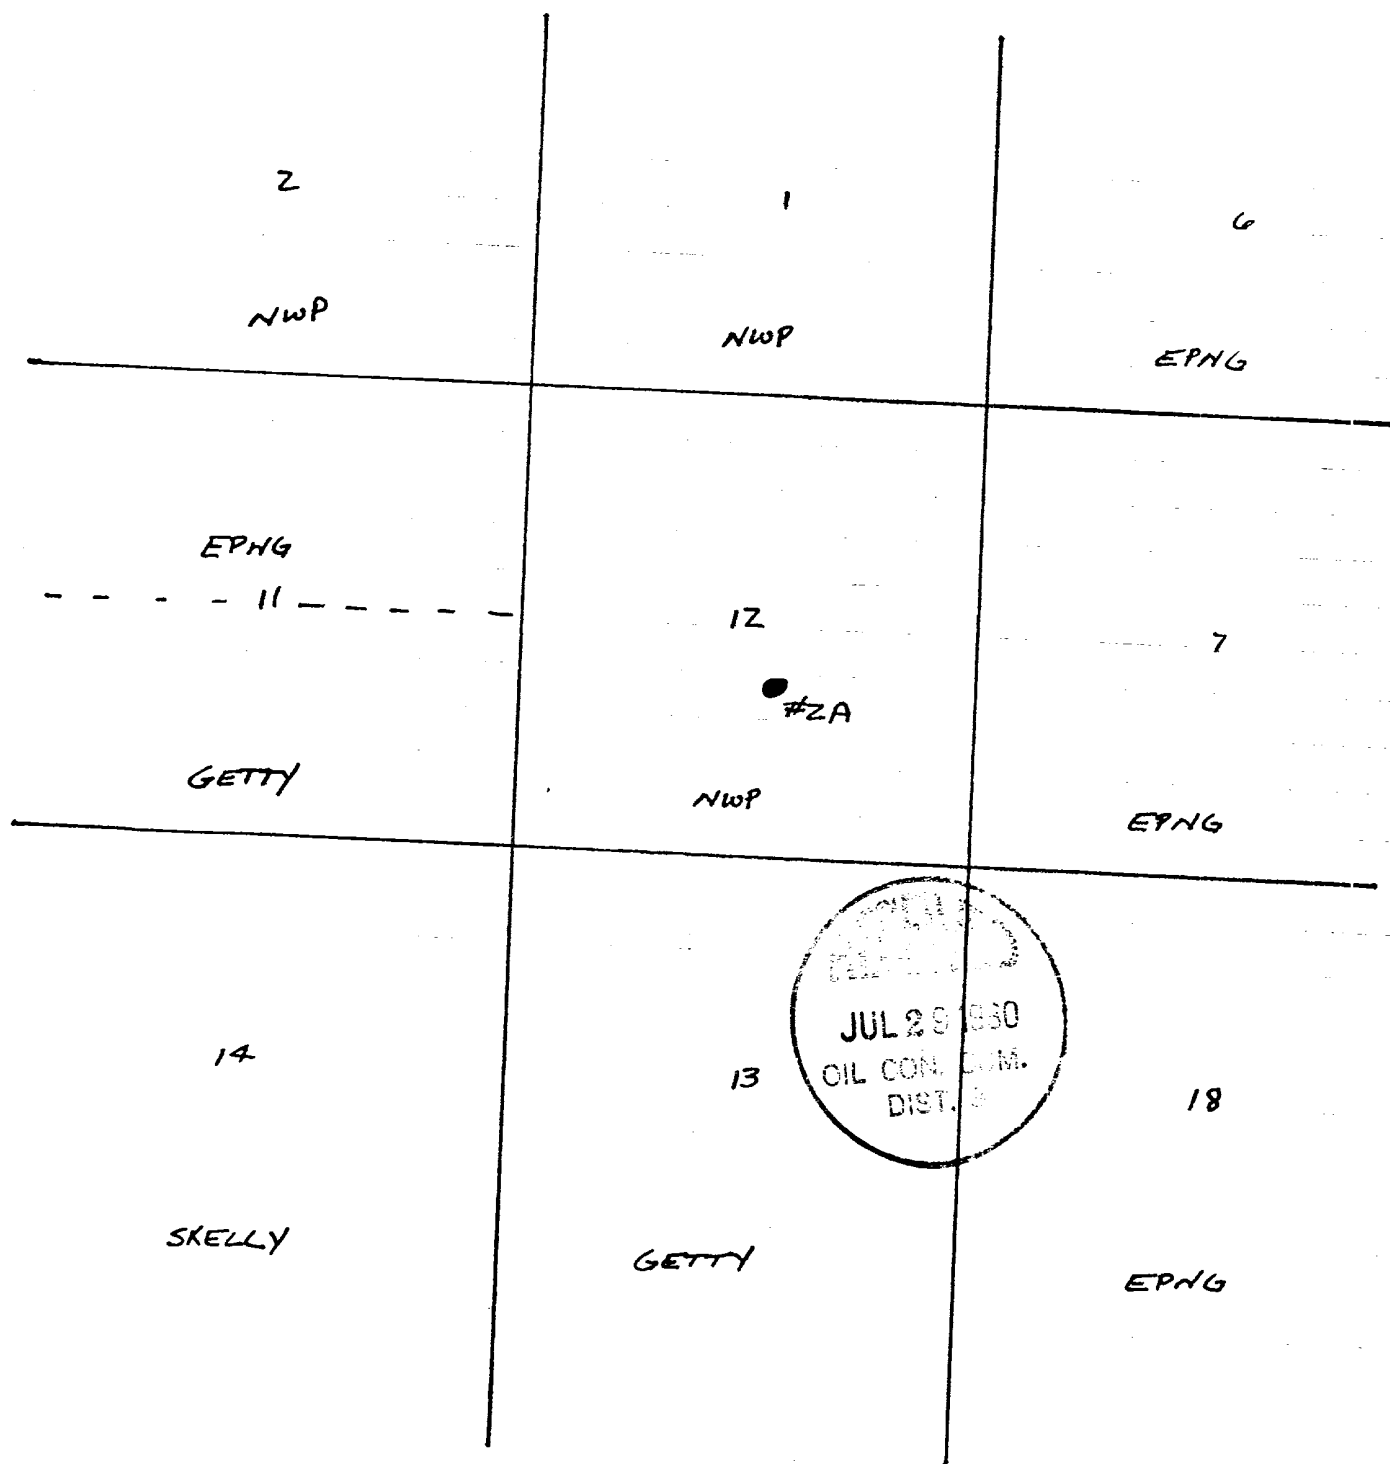 2
1
6
NWP
NWP
EPNG
EPNG
11
12
7
#2A
GETTY
NWP
EPNG
JUL 29 1980
OIL CON. COM.
DIST. 3
14
13
18
SKELLY
GETTY
EPNG